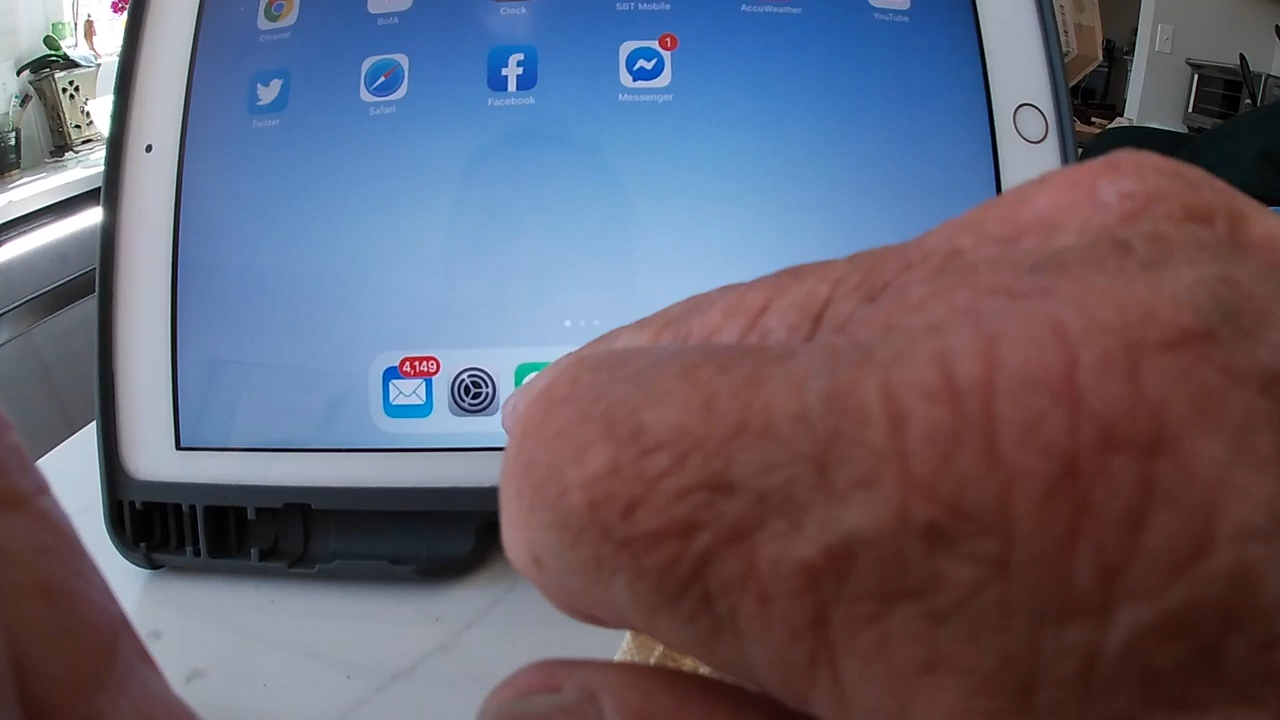 Chrome
BofA
Clock
SBT Mobile
AccuWeather
YouTube
1
Twitter
Safari
Facebook
Messenger
4,149